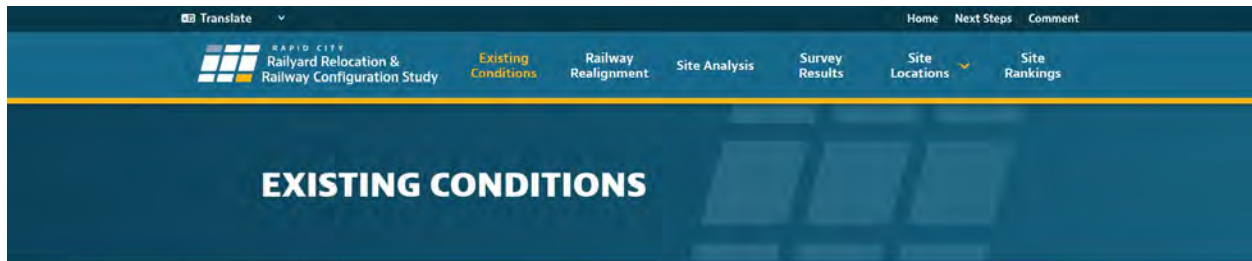 Translate
Home Next Steps Comment
RAPID CITY
Railyard Relocation &
Railway Configuration Study
Existing
Conditions
Railway
Realignment
Site Analysis
Survey
Results
Site
Locations
Site
Rankings
EXISTING CONDITIONS